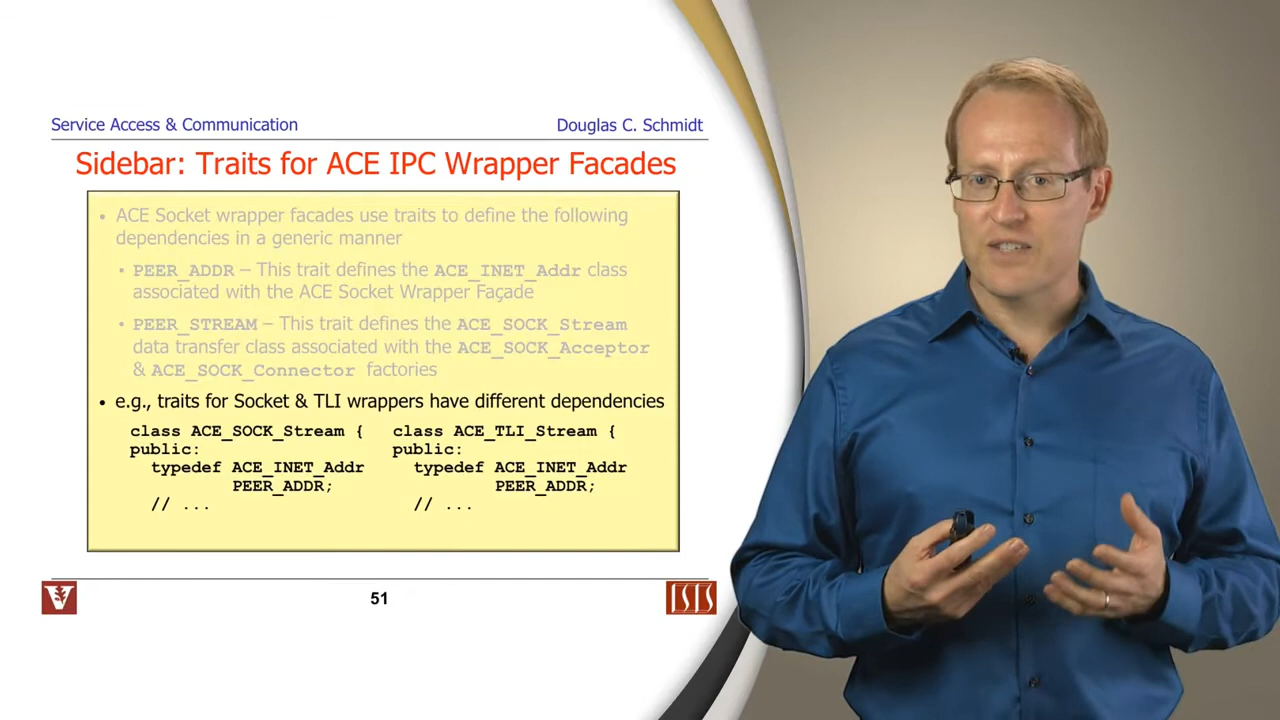 Service Access & Communication
Douglas C. Schmidt
Sidebar: Traits for ACE IPC Wrapper Facades
• ACE Socket wrapper facades use traits to define the following
dependencies in a generic manner
• PEER_ADDR – This trait defines the ACE_INET_Addr class
associated with the ACE Socket Wrapper Façade
• PEER_STREAM – This trait defines the ACE_SOCK_Stream
data transfer class associated with the ACE_SOCK_Acceptor
& ACE_SOCK_Connector factories
• e.g., traits for Socket & TLI wrappers have different dependencies
class ACE_SOCK_Stream {
public:
typedef ACE_INET_Addr
PEER_ADDR;
// ...
class ACE_TLI_Stream {
public:
typedef ACE_INET_Addr
PEER_ADDR;
// ...
V
51
ISIS